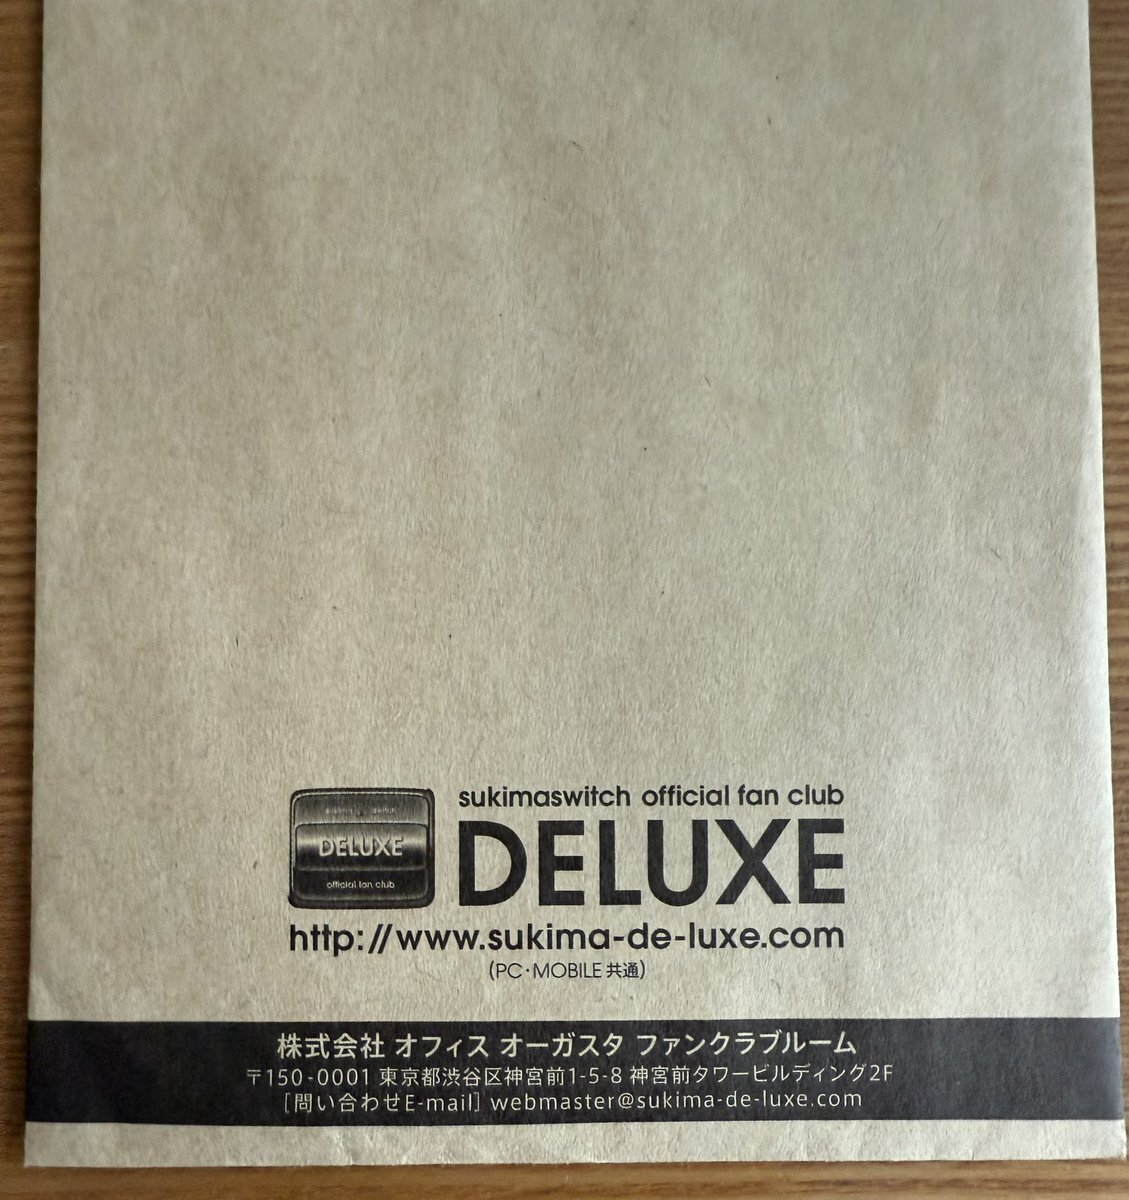 sukimaswitch official fan club
DELUXE
DELUXE
official fan club
http://www.sukima-de-luxe.com
(PC・MOBILE 共通)
株式会社 オフィス オーガスタ ファンクラブルーム
〒150-0001 東京都渋谷区神宮前1-5-8 神宮前タワービルディング2F
[問い合わせE-mail] webmaster@sukima-de-luxe.com